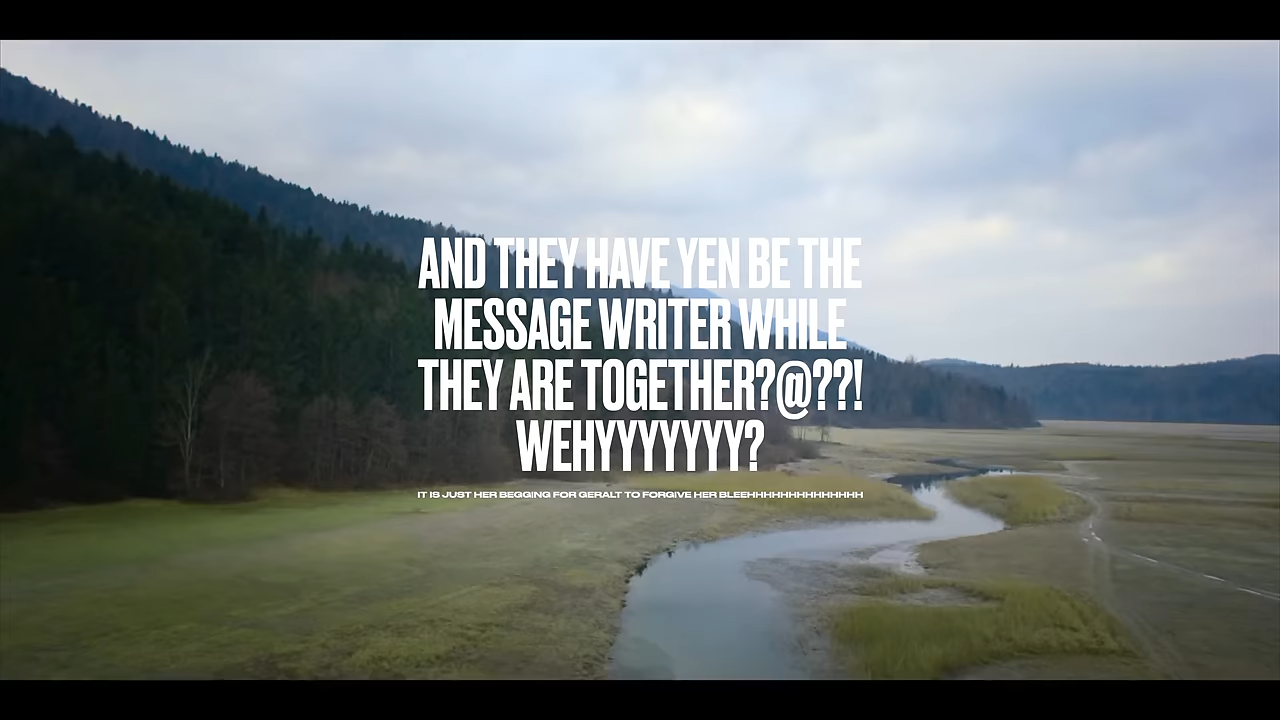 AND THEY HAVE YEN BE THE
MESSAGE WRITER WHILE
THEY ARE TOGETHER?@??!
WEHYYYYYYY?
IT IS JUST HER BEGGING FOR GERALT TO FORGIVE HER BLEEHHHHHHHHHHHHHH